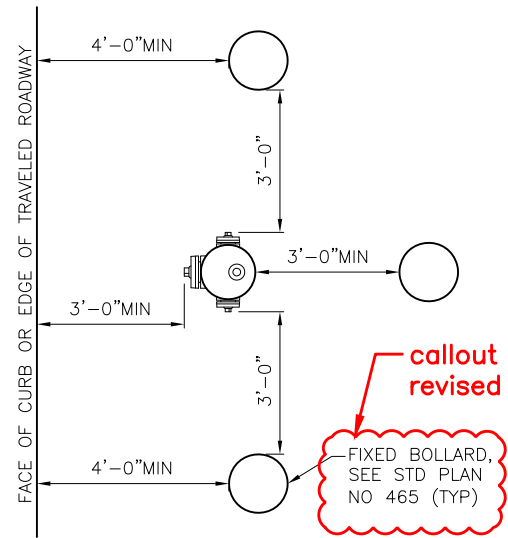 4'-0"MIN
FACE OF CURB OR EDGE OF TRAVELED ROADWAY
3'-0"
3'-0"MIN
3'-0"MIN
3'-0"
callout
revised
4'-0"MIN
FIXED BOLLARD,
SEE STD PLAN
NO 465 (TYP)